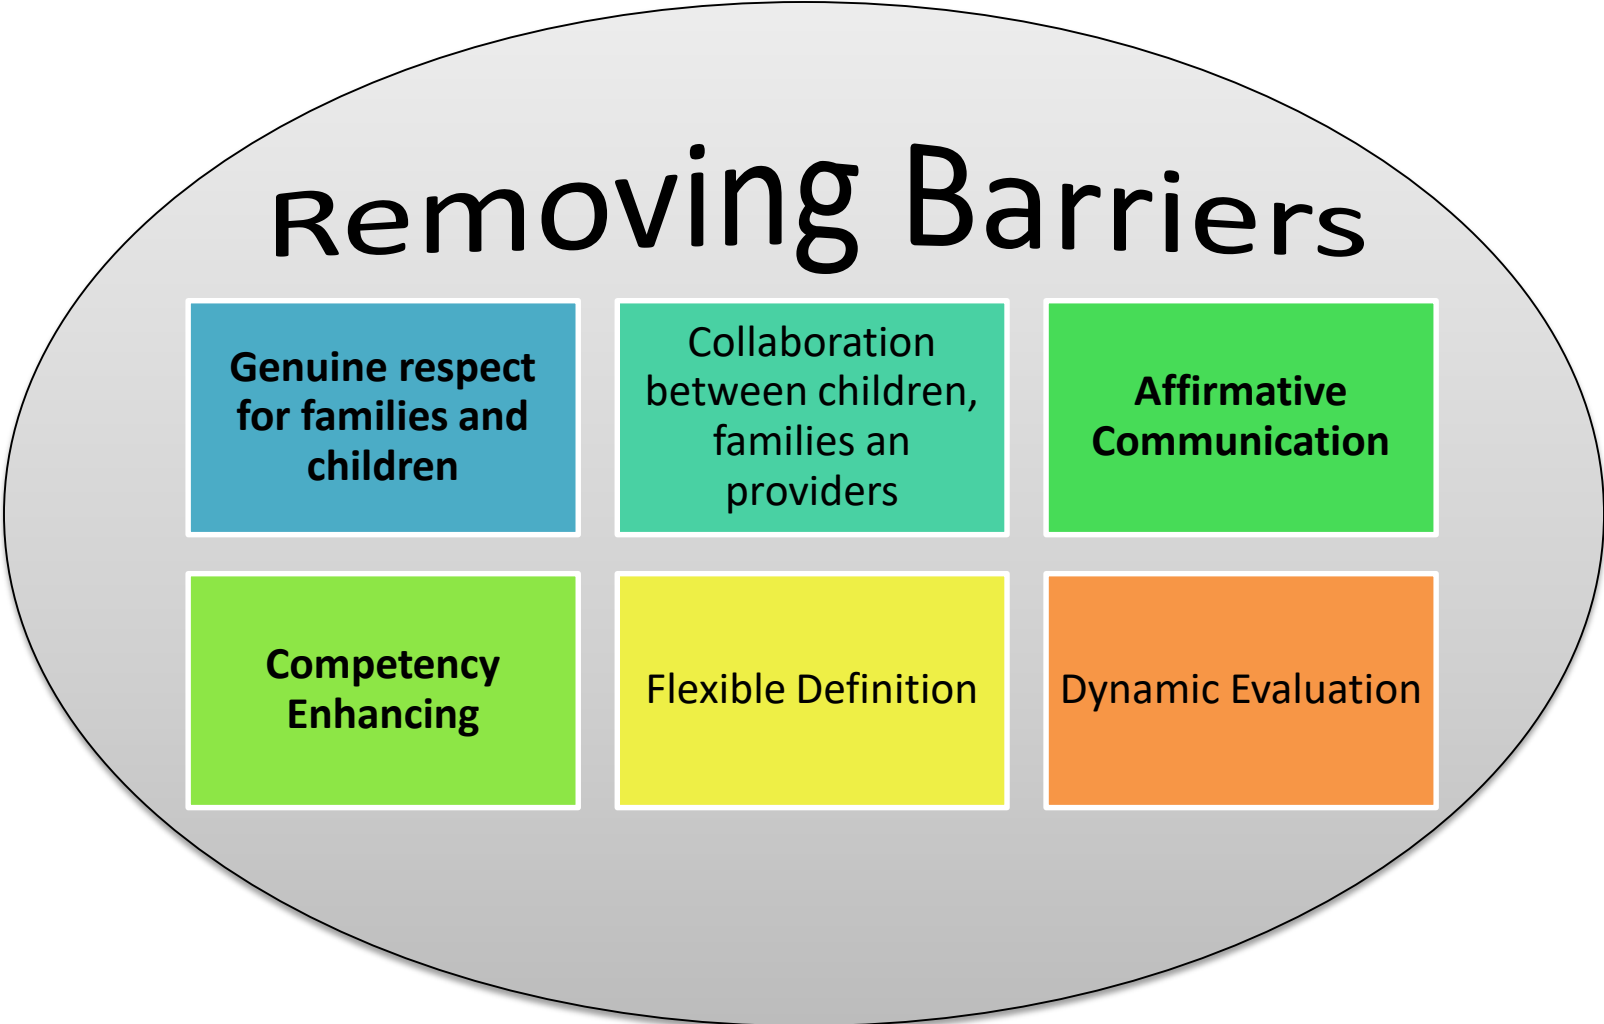 Removing Barriers
Genuine respect
for families and
children
Collaboration
between children,
families an
providers
Affirmative
Communication
Competency
Enhancing
Flexible Definition
Dynamic Evaluation